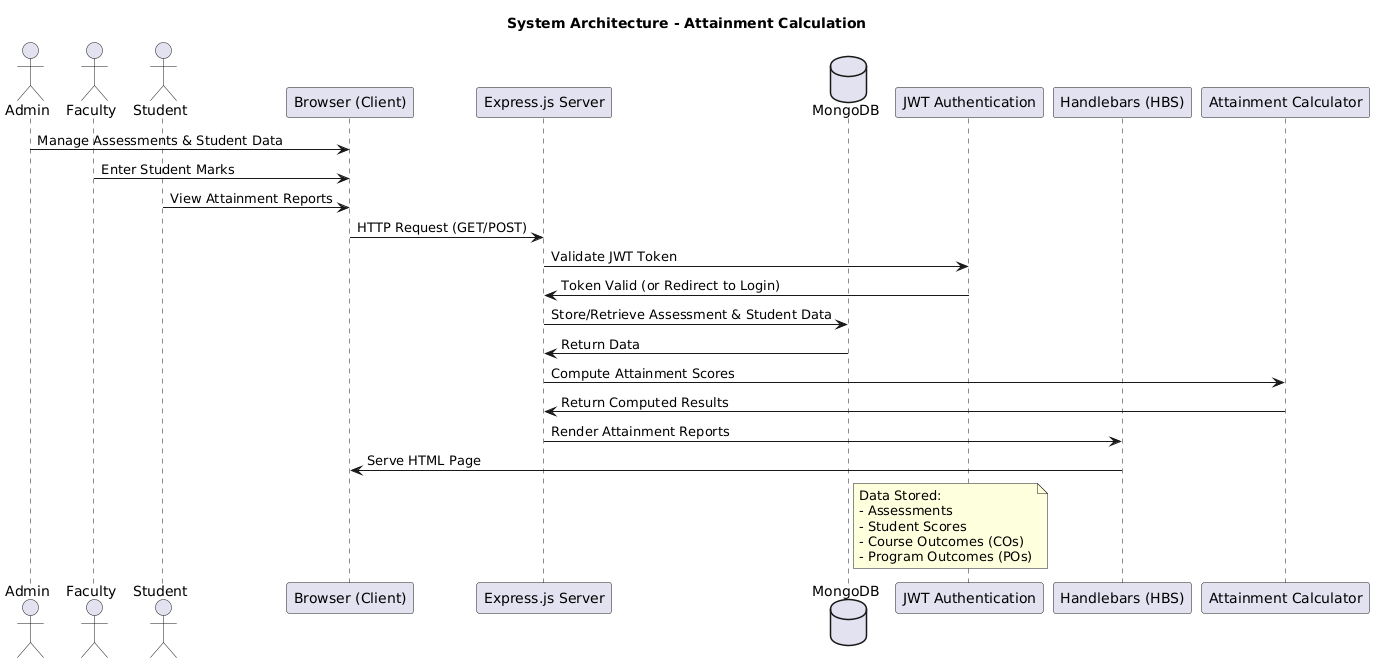 System Architecture - Attainment Calculation
Admin
Faculty
Student
Browser (Client)
Express.js Server
MongoDB
JWT Authentication
Handlebars (HBS)
Attainment Calculator
Manage Assessments & Student Data
Enter Student Marks
View Attainment Reports
HTTP Request (GET/POST)
Validate JWT Token
Token Valid (or Redirect to Login)
Store/Retrieve Assessment & Student Data
Return Data
Compute Attainment Scores
Return Computed Results
Render Attainment Reports
Serve HTML Page
Data Stored:
- Assessments
- Student Scores
- Course Outcomes (COs)
- Program Outcomes (POs)
Admin
Faculty
Student
Browser (Client)
Express.js Server
MongoDB
JWT Authentication
Handlebars (HBS)
Attainment Calculator